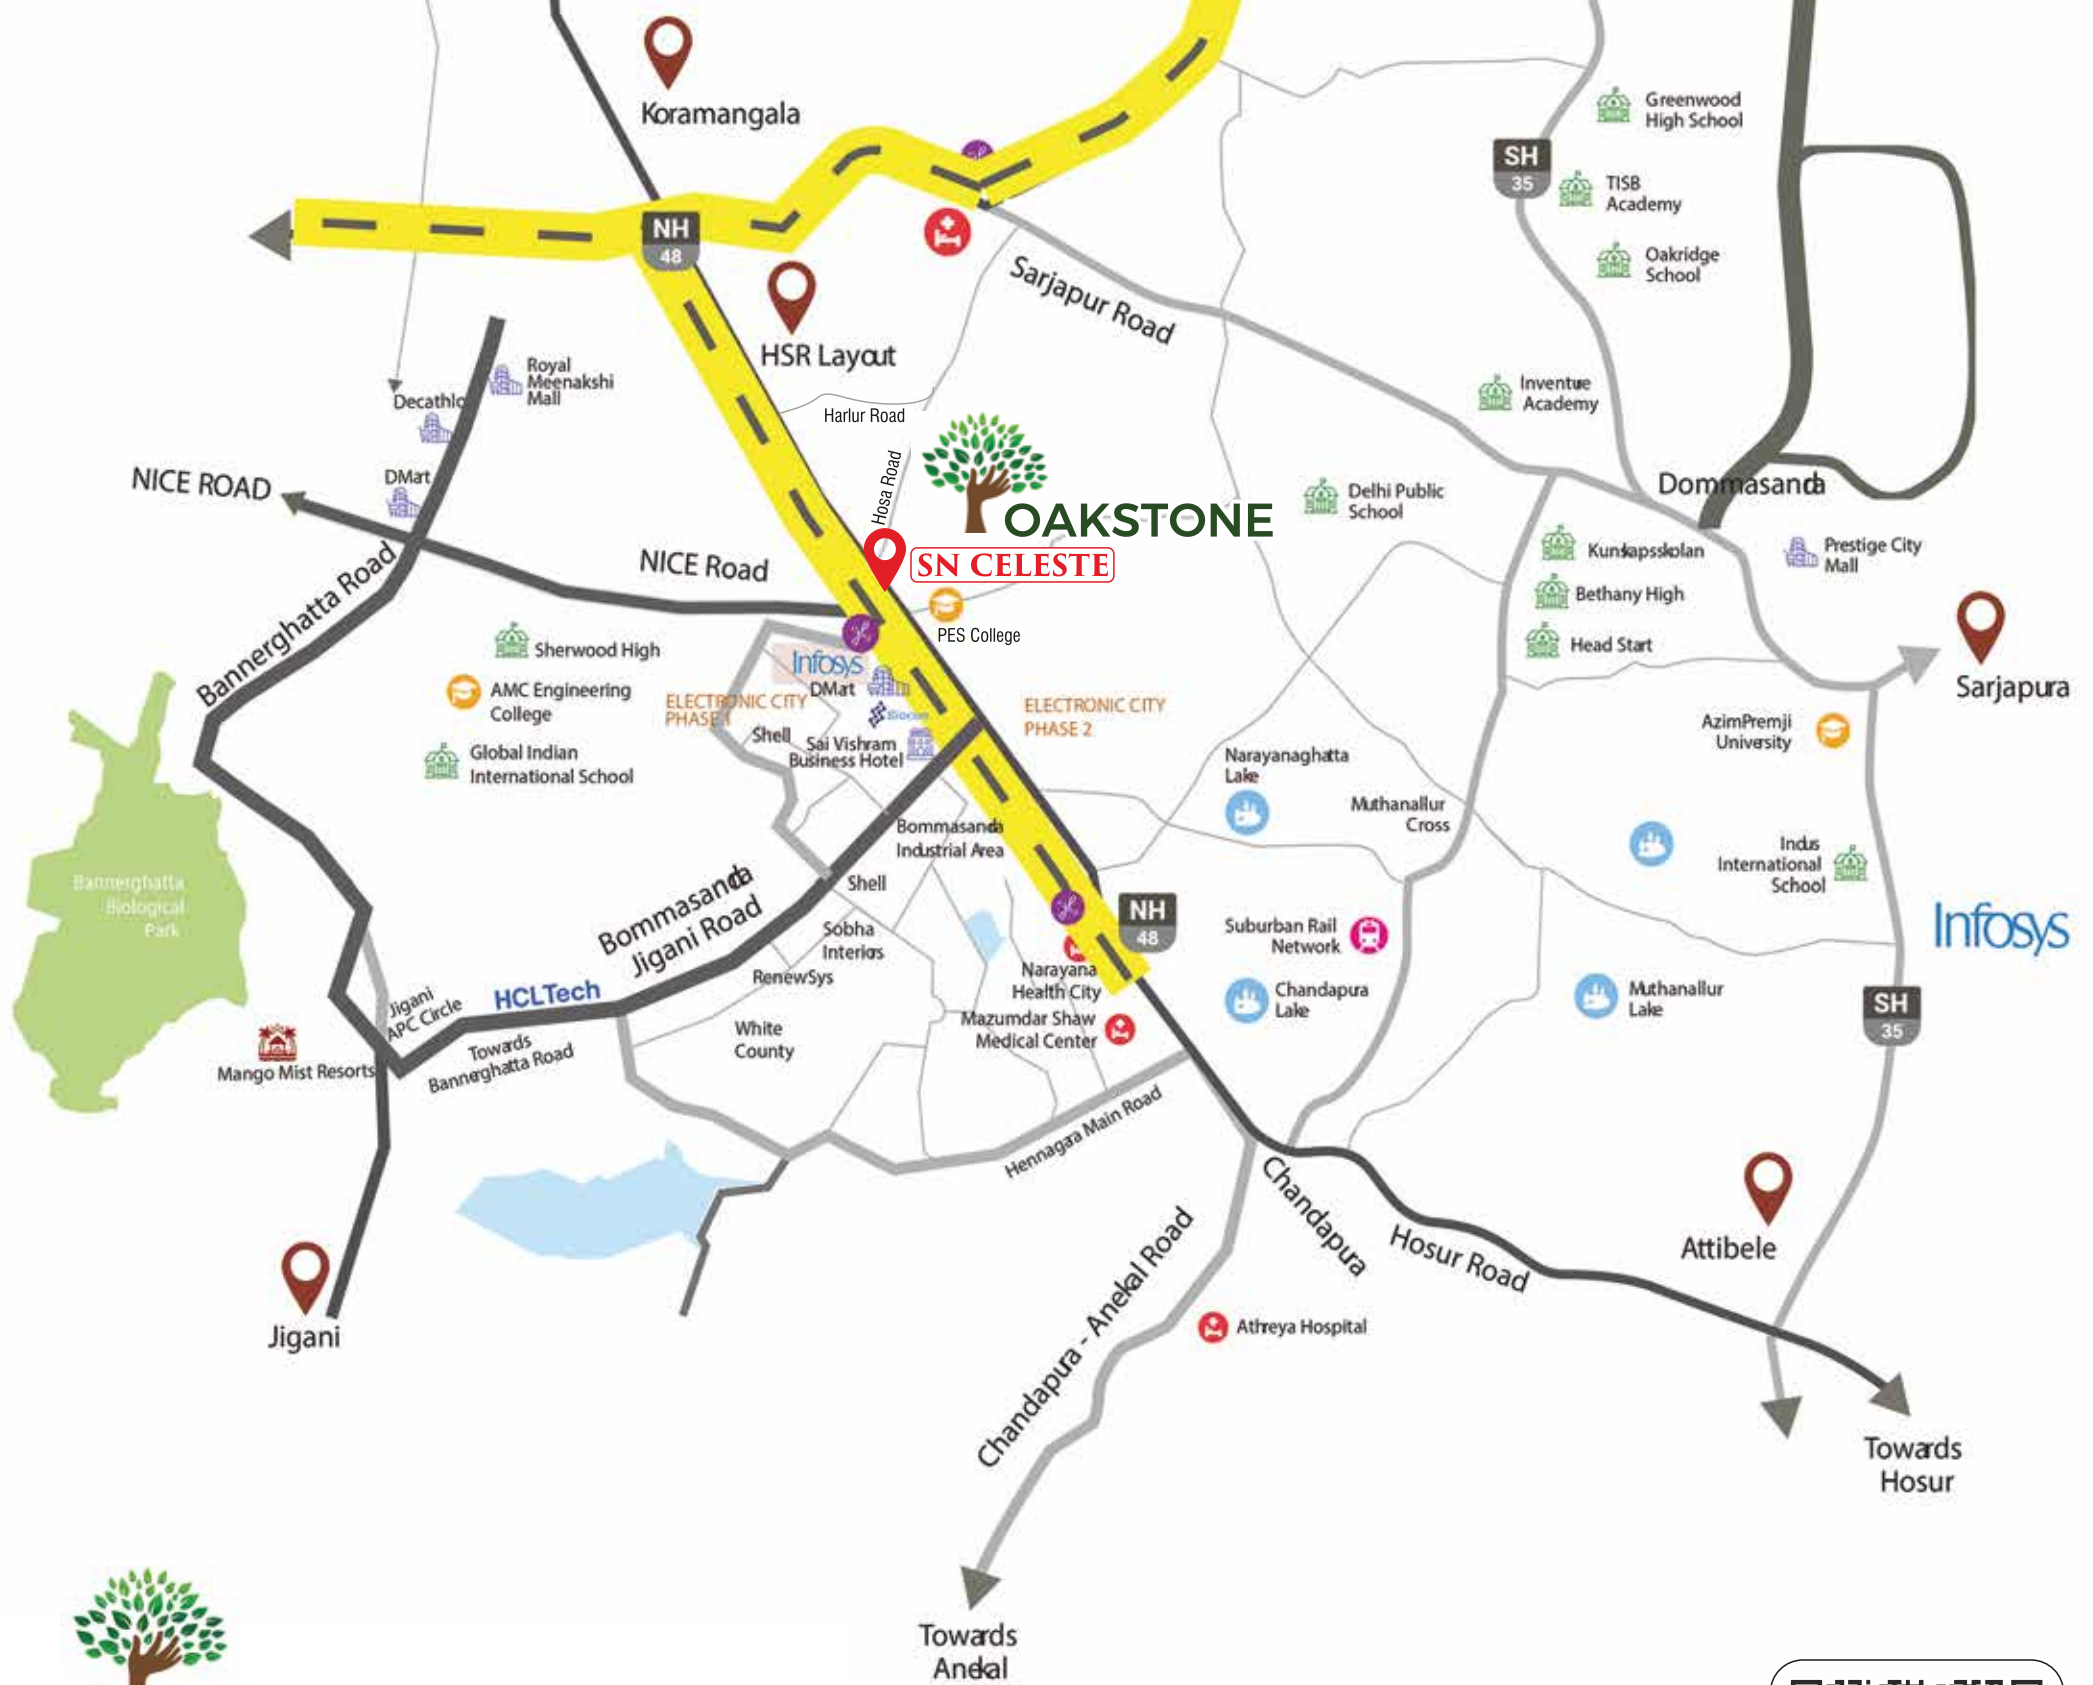 Koramangala
Greenwood
High School
SH
35
TISB
Academy
Oakridge
School
NH
48
Sarjapur Road
HSR Layout
Royal
Meenakshi
Mall
Decathlo
Harlur Road
Inventure
Academy
Hosa Road
DMart
NICE ROAD
Delhi Public
School
Dommasanda
OAKSTONE
SN CELESTE
NICE Road
Kunskapsskolan
Prestige City
Mall
Bethany High
Bannerghatta Road
PES College
Head Start
Sherwood High
Infosys
DMart
AMC Engineering
College
ELECTRONIC CITY
PHASE 1
Biocon
ELECTRONIC CITY
PHASE 2
Sarjapura
AzimPremji
University
Shell
Sai Vishram
Business Hotel
Global Indian
International School
Narayanaghatta
Lake
Muthanallur
Cross
Bommasanda
Industrial Area
Indus
International
School
Bannerghatta
Biological
Park
Shell
Bommasanda
Jigani Road
NH
48
Suburban Rail
Network
Infosys
Sobha
Interiors
RenewSys
Narayana
Health City
Chandapura
Lake
Muthanallur
Lake
SH
35
HCLTech
Jigani
APC Circle
Mazumdar Shaw
Medical Center
White
County
Towards
Bannerghatta Road
Mango Mist Resorts
Hennagara Main Road
Chandapura
Hosur Road
Attibele
Chandapura - Anekal Road
Jigani
Athreya Hospital
Towards
Hosur
Towards
Anekal